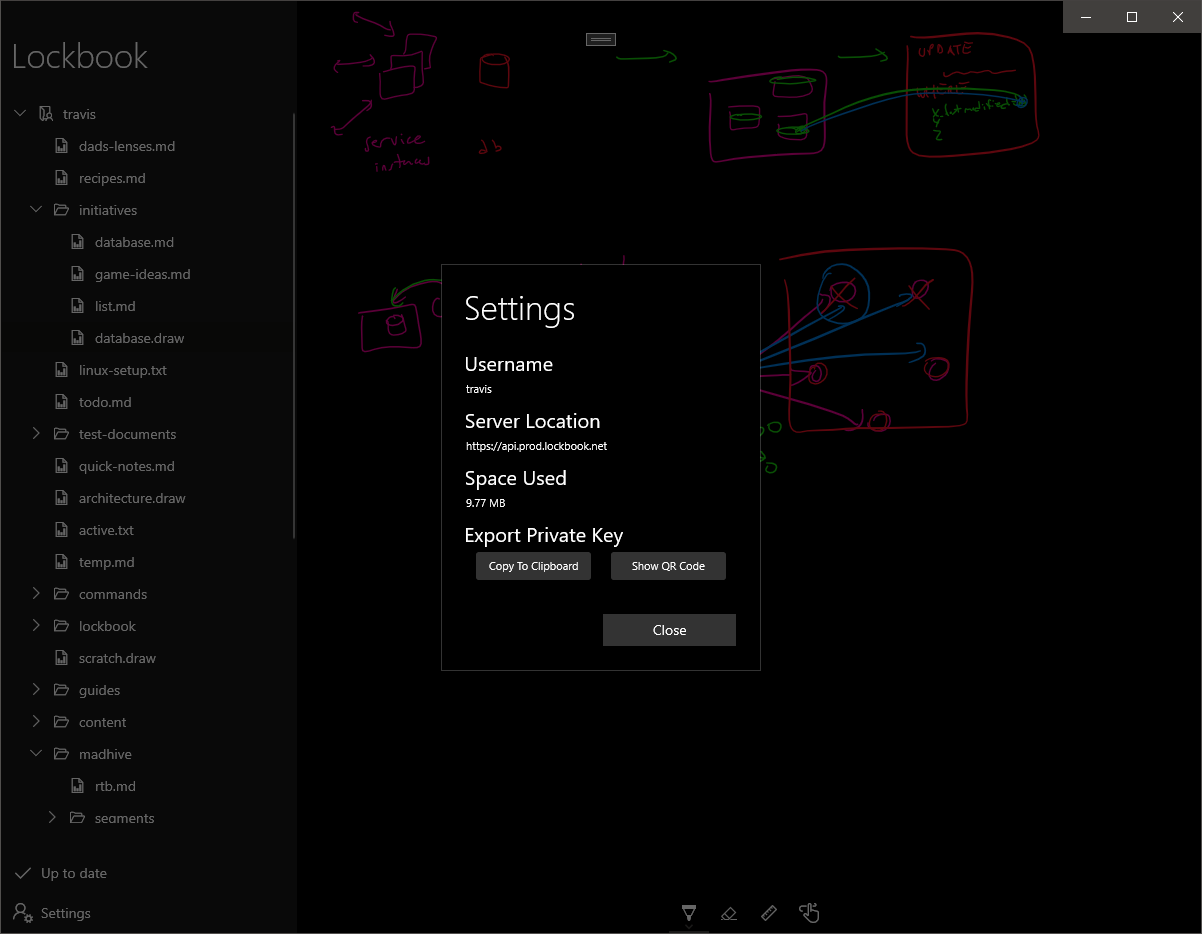 Lockbook
travis
dads-lenses.md
recipes.md
initiatives
database.md
game-ideas.md
list.md
database.draw
linux-setup.txt
todo.md
test-documents
quick-notes.md
architecture.draw
active.txt
temp.md
commands
lockbook
scratch.draw
guides
content
madhive
rtb.md
segments
Up to date
Settings
service
db
UPDATE
X
Y
Z
Settings
Username
travis
Server Location
https://api.prod.lockbook.net
Space Used
9.77 MB
Export Private Key
Copy To Clipboard
Show QR Code
Close